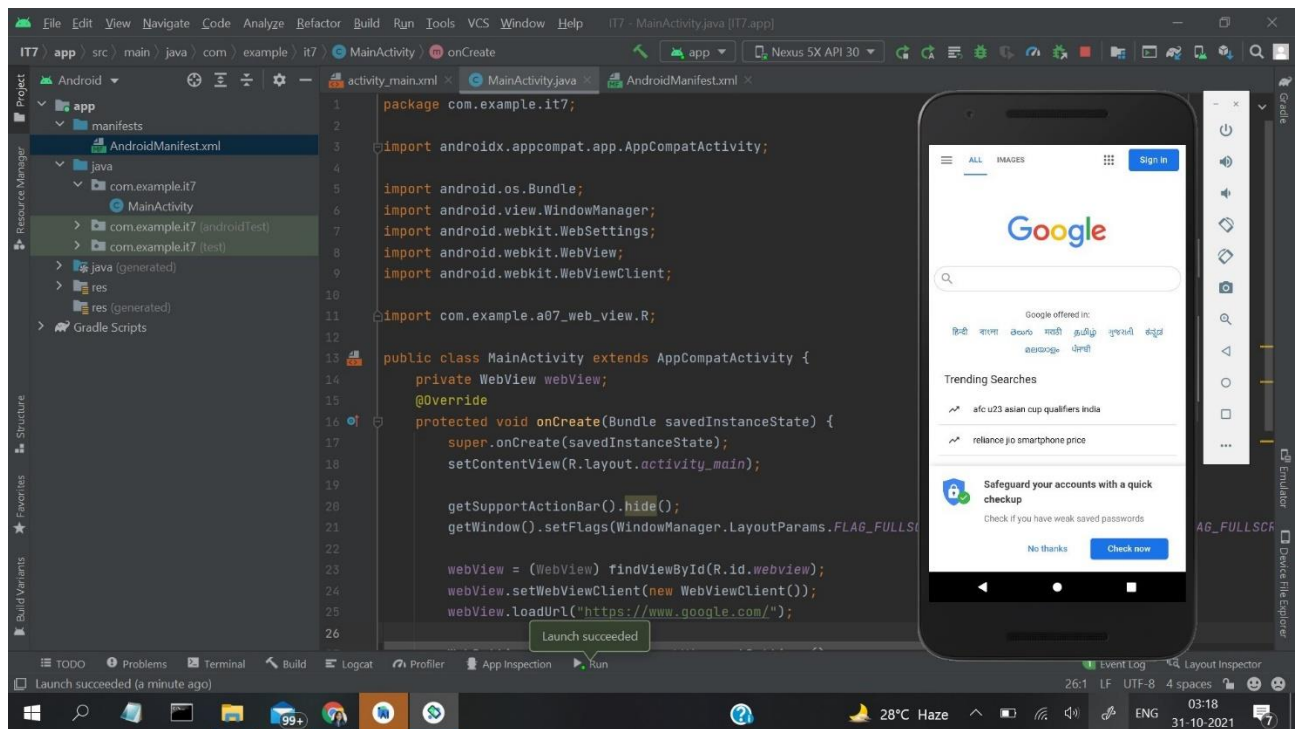 File Edit View Navigate Code Analyze Refactor Build Run Tools VCS Window Help IT7 - MainActivity.java [IT7.app]
IT7 app src main java com example it7 MainActivity onCreate app Nexus 5X API 30
Android
activity_main.xml MainActivity.java AndroidManifest.xml
Project
Resource Manager
Structure
Favorites
Build Variants
app
manifests
AndroidManifest.xml
java
com.example.it7
MainActivity
com.example.it7 (androidTest)
com.example.it7 (test)
java (generated)
res
res (generated)
Gradle Scripts
1 package com.example.it7;
2
3 import androidx.appcompat.app.AppCompatActivity;
4
5 import android.os.Bundle;
6 import android.view.WindowManager;
7 import android.webkit.WebSettings;
8 import android.webkit.WebView;
9 import android.webkit.WebViewClient;
10
11 import com.example.a07_web_view.R;
12
13 public class MainActivity extends AppCompatActivity {
14 private WebView webView;
15 @Override
16 protected void onCreate(Bundle savedInstanceState) {
17 super.onCreate(savedInstanceState);
18 setContentView(R.layout.activity_main);
19
20 getSupportActionBar().hide();
21 getWindow().setFlags(WindowManager.LayoutParams.FLAG_FULLSC AG_FULLSCR
22
23 webView = (WebView) findViewById(R.id.webview);
24 webView.setWebViewClient(new WebViewClient());
25 webView.loadUrl("https://www.google.com/");
26
Launch succeeded
ALL IMAGES Sign in
Google
Google offered in:
हिन्दी বাংলা తెలుగు मराठी தமிழ் ગુજરાતી ಕನ್ನಡ
മലയാളം ਪੰਜਾਬੀ
Trending Searches
afc u23 asian cup qualifiers india
reliance jio smartphone price
Safeguard your accounts with a quick
checkup
Check if you have weak saved passwords
No thanks Check now
Gradle
Emulator
Device File Explorer
TODO Problems Terminal Build Logcat Profiler App Inspection Run Event Log Layout Inspector
Launch succeeded (a minute ago) 26:1 LF UTF-8 4 spaces
99+ 28°C Haze ENG 03:18
31-10-2021 7